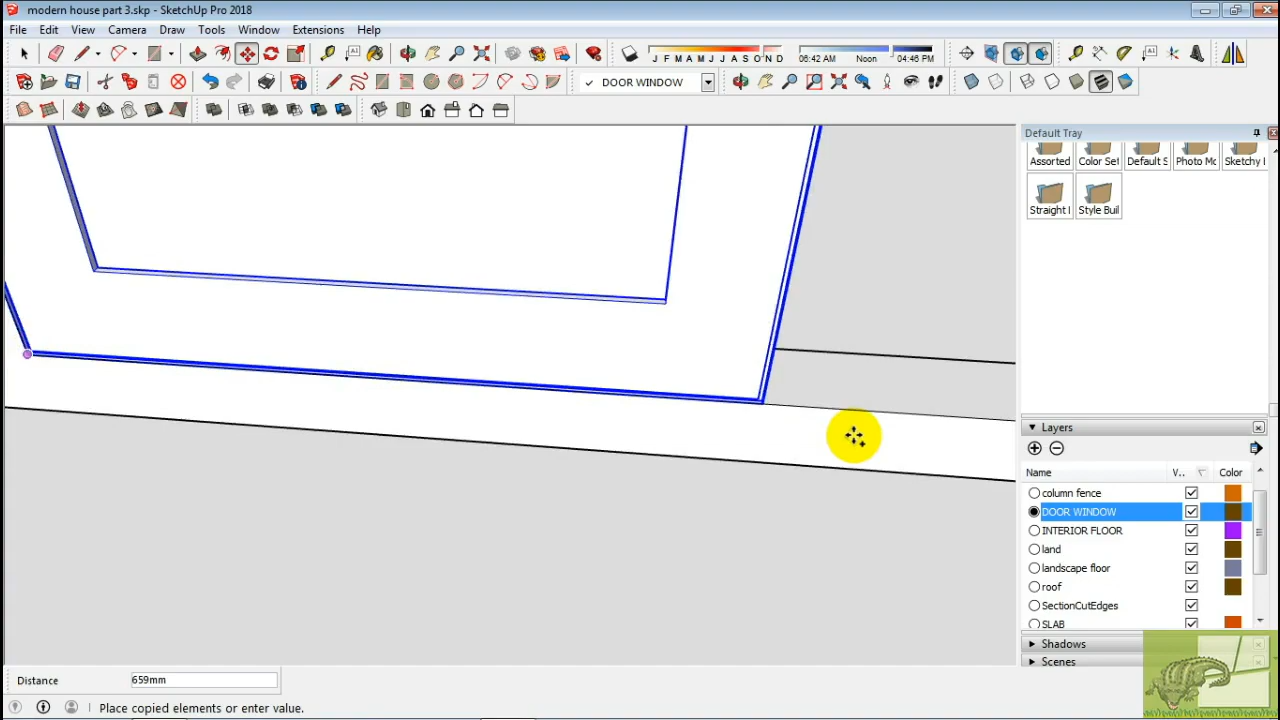 modern house part 3.skp - SketchUp Pro 2018
File Edit View Camera Draw Tools Window Extensions Help
J F M A M J J A S O N D 06:42 AM Noon 04:46 PM
DOOR WINDOW
Default Tray
Assorted Color Set Default S Photo Mo Sketchy I
Straight I Style Buil
Layers
Name V.. Color
column fence
DOOR WINDOW
INTERIOR FLOOR
land
landscape floor
roof
SectionCutEdges
SLAB
Shadows
Scenes
Distance 659mm
Place copied elements or enter value.